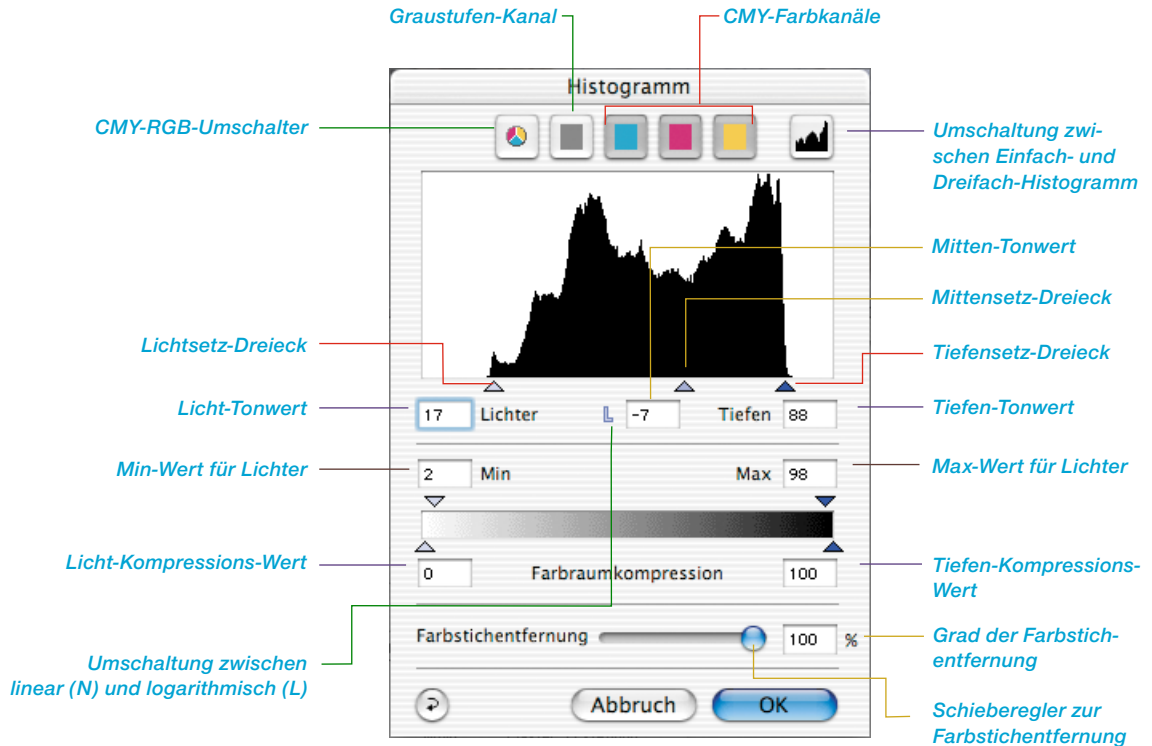 Graustufen-Kanal
CMY-Farbkanäle
Histogramm
CMY-RGB-Umschalter
Umschaltung zwi-
schen Einfach- und
Dreifach-Histogramm
Mitten-Tonwert
Mittensetz-Dreieck
Lichtsetz-Dreieck
Tiefensetz-Dreieck
Licht-Tonwert
17 Lichter L -7 Tiefen 88
Tiefen-Tonwert
Min-Wert für Lichter
2 Min Max 98
Max-Wert für Lichter
Licht-Kompressions-Wert
0 Farbraumkompression 100
Tiefen-Kompressions-
Wert
Farbstichentfernung 100 %
Grad der Farbstich-
entfernung
Umschaltung zwischen
linear (N) und logarithmisch (L)
Abbruch OK
Schieberegler zur
Farbstichentfernung